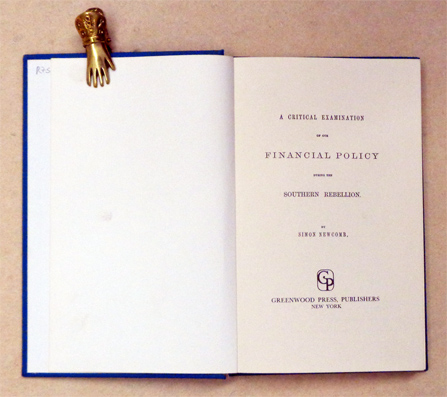 A CRITICAL EXAMINATION
OF THE
FINANCIAL POLICY
DURING THE
SOUTHERN REBELLION.
BY
SIMON NEWCOMB,
GP
GREENWOOD PRESS, PUBLISHERS
NEW YORK